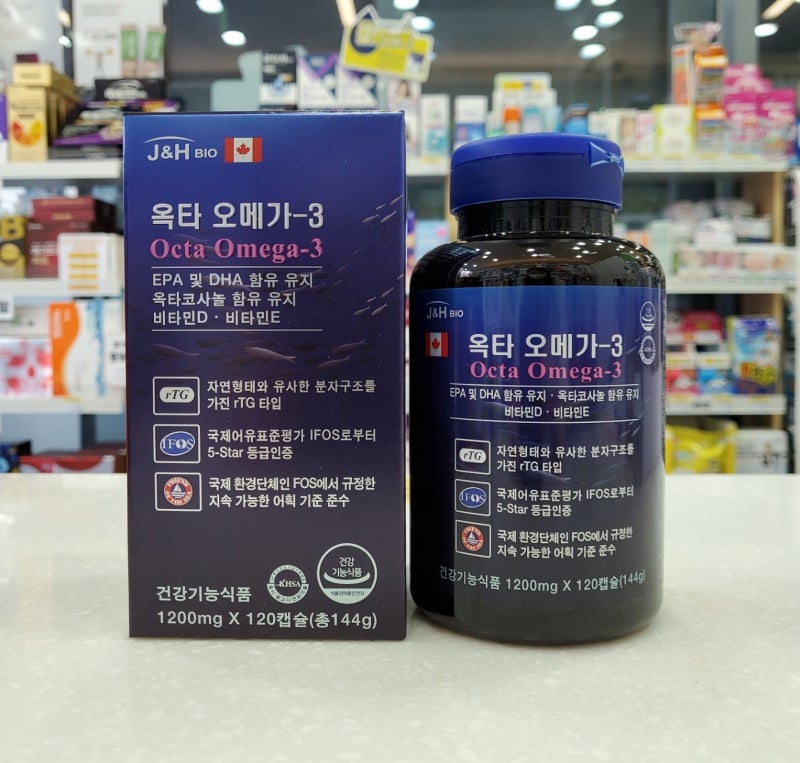 J&H BIO
옥타 오메가-3
Octa Omega-3
EPA 및 DHA 함유 유지
옥타코사놀 함유 유지
비타민D · 비타민E
rTG
자연형태와 유사한 분자구조를
가진 rTG 타입
IFOS
국제어유표준평가 IFOS로부터
5-Star 등급인증
국제 환경단체인 FOS에서 규정한
지속 가능한 어획 기준 준수
건강기능식품
KHSA
건강
기능식품
식품의약품안전처
1200mg X 120캡슐(총144g)
J&H BIO
옥타 오메가-3
Octa Omega-3
EPA 및 DHA 함유 유지 · 옥타코사놀 함유 유지
비타민D · 비타민E
rTG
자연형태와 유사한 분자구조를
가진 rTG 타입
IFOS
국제어유표준평가 IFOS로부터
5-Star 등급인증
국제 환경단체인 FOS에서 규정한
지속 가능한 어획 기준 준수
건강기능식품 1200mg X 120캡슐(144g)